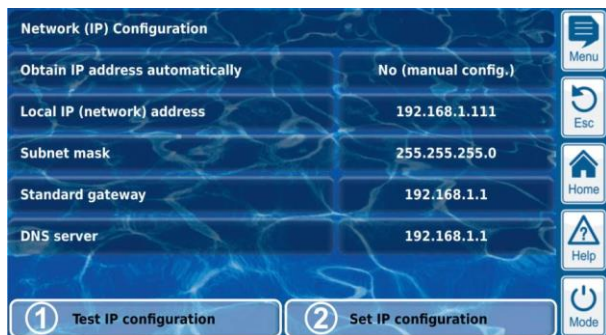 Network (IP) Configuration
Menu
Obtain IP address automatically No (manual config.)
Local IP (network) address 192.168.1.111
Esc
Subnet mask 255.255.255.0
Standard gateway 192.168.1.1
Home
DNS server 192.168.1.1
Help
1 Test IP configuration 2 Set IP configuration
Mode